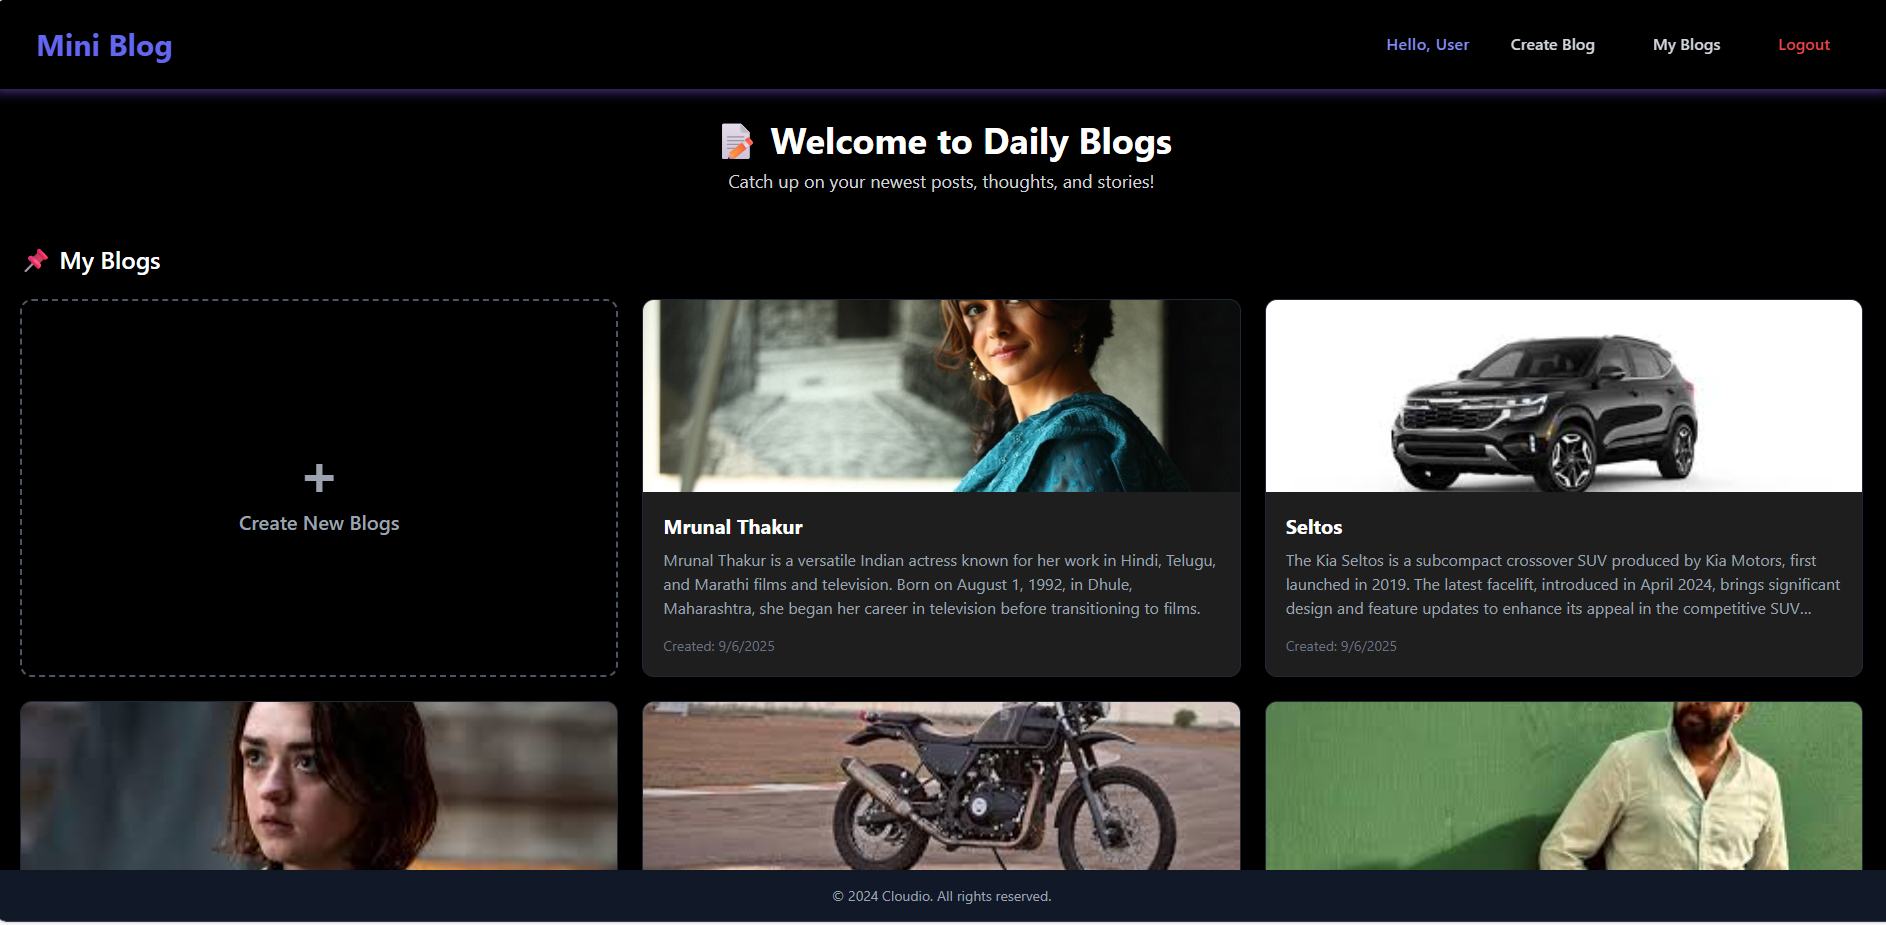 Mini Blog
Hello, User
Create Blog
My Blogs
Logout
Welcome to Daily Blogs
Catch up on your newest posts, thoughts, and stories!
My Blogs
+
Create New Blogs
Mrunal Thakur
Mrunal Thakur is a versatile Indian actress known for her work in Hindi, Telugu,
and Marathi films and television. Born on August 1, 1992, in Dhule,
Maharashtra, she began her career in television before transitioning to films.
Created: 9/6/2025
Seltos
The Kia Seltos is a subcompact crossover SUV produced by Kia Motors, first
launched in 2019. The latest facelift, introduced in April 2024, brings significant
design and feature updates to enhance its appeal in the competitive SUV...
Created: 9/6/2025
© 2024 Cloudio. All rights reserved.